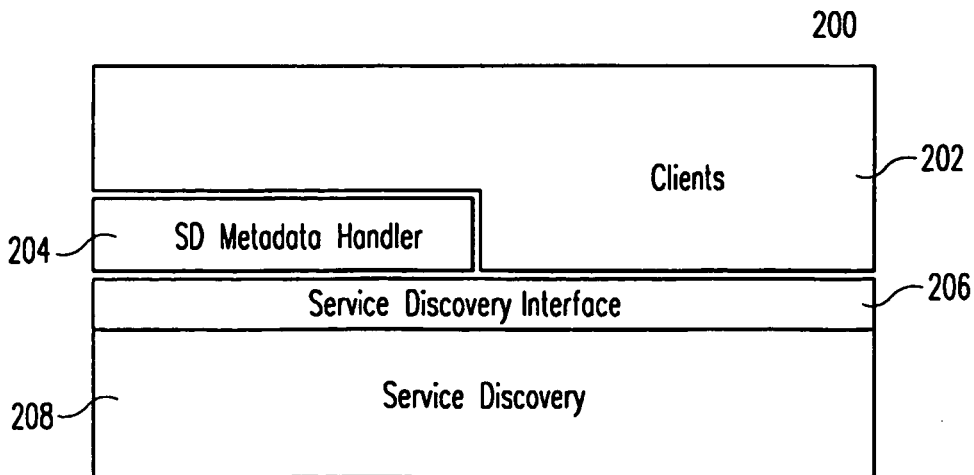 200
Clients
202
SD Metadata Handler
204
Service Discovery Interface
206
Service Discovery
208